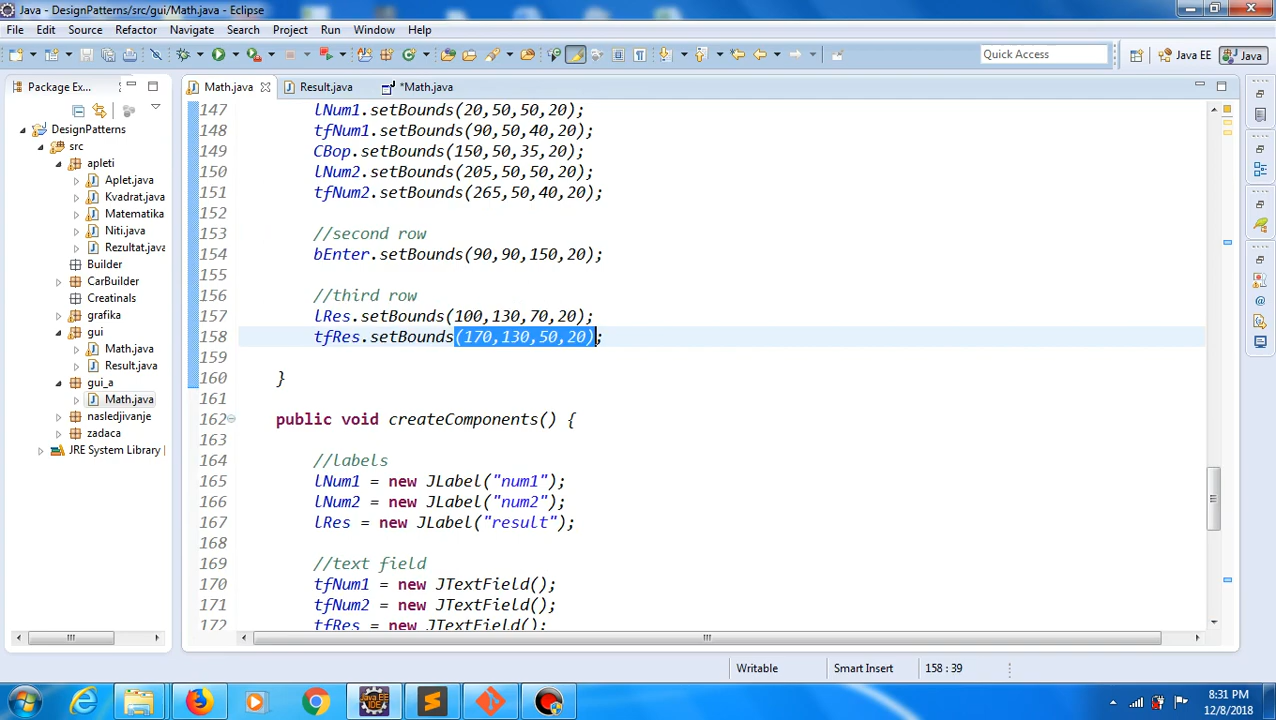 Java - DesignPatterns/src/gui/Math.java - Eclipse
File Edit Source Refactor Navigate Search Project Run Window Help
Quick Access
Java EE
Java
Package Ex...
Math.java
Result.java
*Math.java
DesignPatterns
src
apleti
Aplet.java
Kvadrat.java
Matematika
Niti.java
Rezultat.java
Builder
CarBuilder
Creatinals
gui
Math.java
Result.java
gui_a
Math.java
nasledjivanje
zadaca
JRE System Library
147 lNum1.setBounds(20,50,50,20);
148 tfNum1.setBounds(90,50,40,20);
149 CBop.setBounds(150,50,35,20);
150 lNum2.setBounds(205,50,50,20);
151 tfNum2.setBounds(265,50,40,20);
152
153 //second row
154 bEnter.setBounds(90,90,150,20);
155
156 //third row
157 lRes.setBounds(100,130,70,20);
158 tfRes.setBounds(170,130,50,20);
159
160 }
161
162 public void createComponents() {
163
164 //labels
165 lNum1 = new JLabel("num1");
166 lNum2 = new JLabel("num2");
167 lRes = new JLabel("result");
168
169 //text field
170 tfNum1 = new JTextField();
171 tfNum2 = new JTextField();
172 tfRes = new JTextField();
Writable
Smart Insert
158 : 39
Java EE
IDE
8:31 PM
12/8/2018